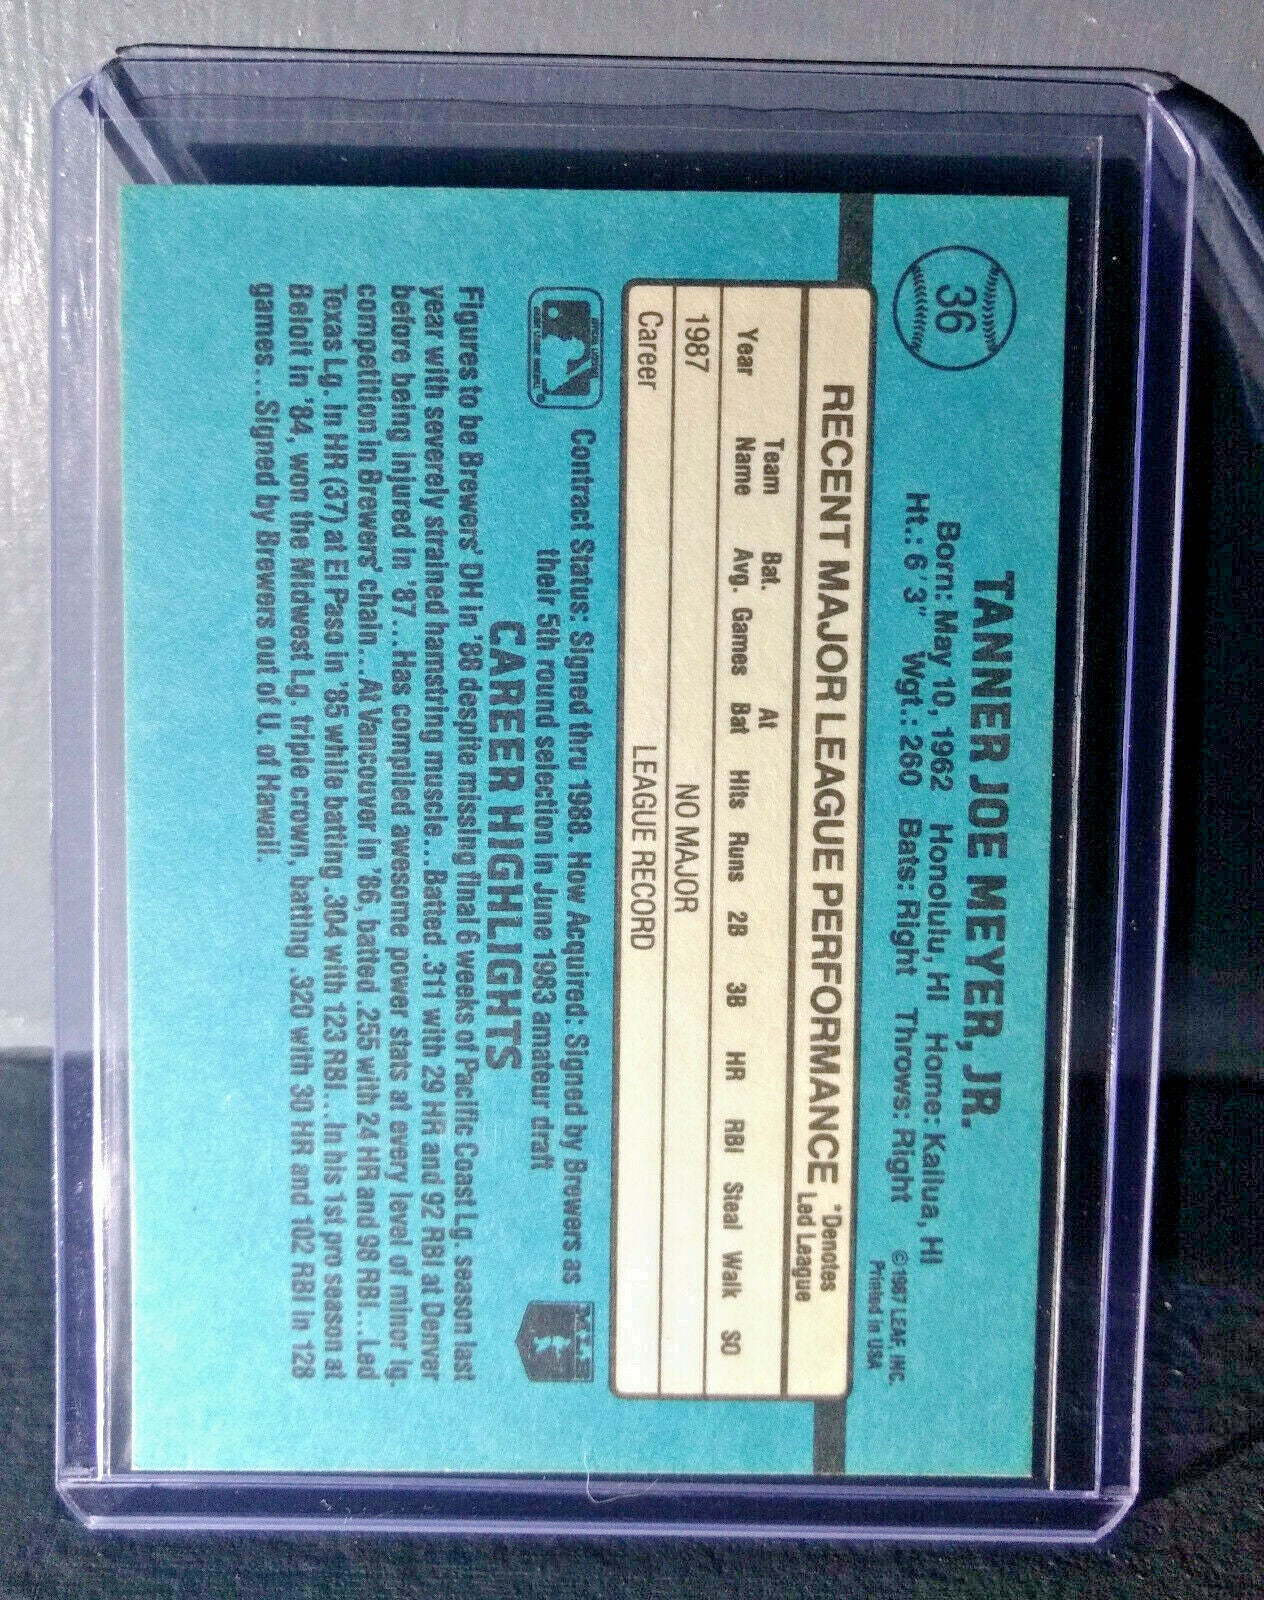 36
TANNER JOE MEYER, JR.
Born: May 10, 1962 Honolulu, HI Home: Kailua, HI
Ht.: 6'3" Wgt.: 260 Bats: Right Throws: Right
©1987 LEAF, INC.
Printed in USA
RECENT MAJOR LEAGUE PERFORMANCE
*Denotes
Led League
Team Bat. At
Year Name Avg. Games Bat Hits Runs 2B 3B HR RBI Steal Walk SO
1987 NO MAJOR
Career LEAGUE RECORD
Contract Status: Signed thru 1988. How Acquired: Signed by Brewers as
their 5th round selection in June 1983 amateur draft
CAREER HIGHLIGHTS
Figures to be Brewers' DH in '88 despite missing final 6 weeks of Pacific Coast Lg. season last
year with severely strained hamstring muscle...Batted .311 with 29 HR and 92 RBI at Denver
before being injured in '87...Has compiled awesome power stats at every level of minor lg.
competition in Brewers' chain...At Vancouver in '86, batted .255 with 24 HR and 98 RBI...Led
Texas Lg. in HR (37) at El Paso in '85 while batting .304 with 123 RBI...In his 1st pro season at
Beloit in '84, won the Midwest Lg. triple crown, batting .320 with 30 HR and 102 RBI in 128
games...Signed by Brewers out of U. of Hawaii.